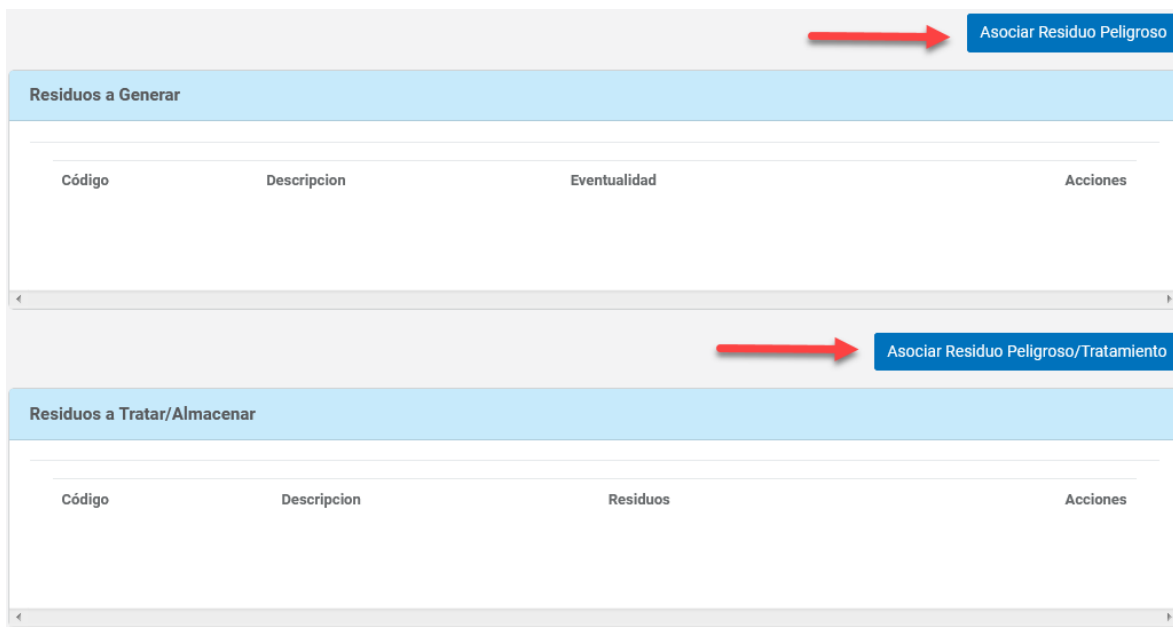 Asociar Residuo Peligroso
Residuos a Generar
Código Descripcion Eventualidad Acciones
Asociar Residuo Peligroso/Tratamiento
Residuos a Tratar/Almacenar
Código Descripcion Residuos Acciones